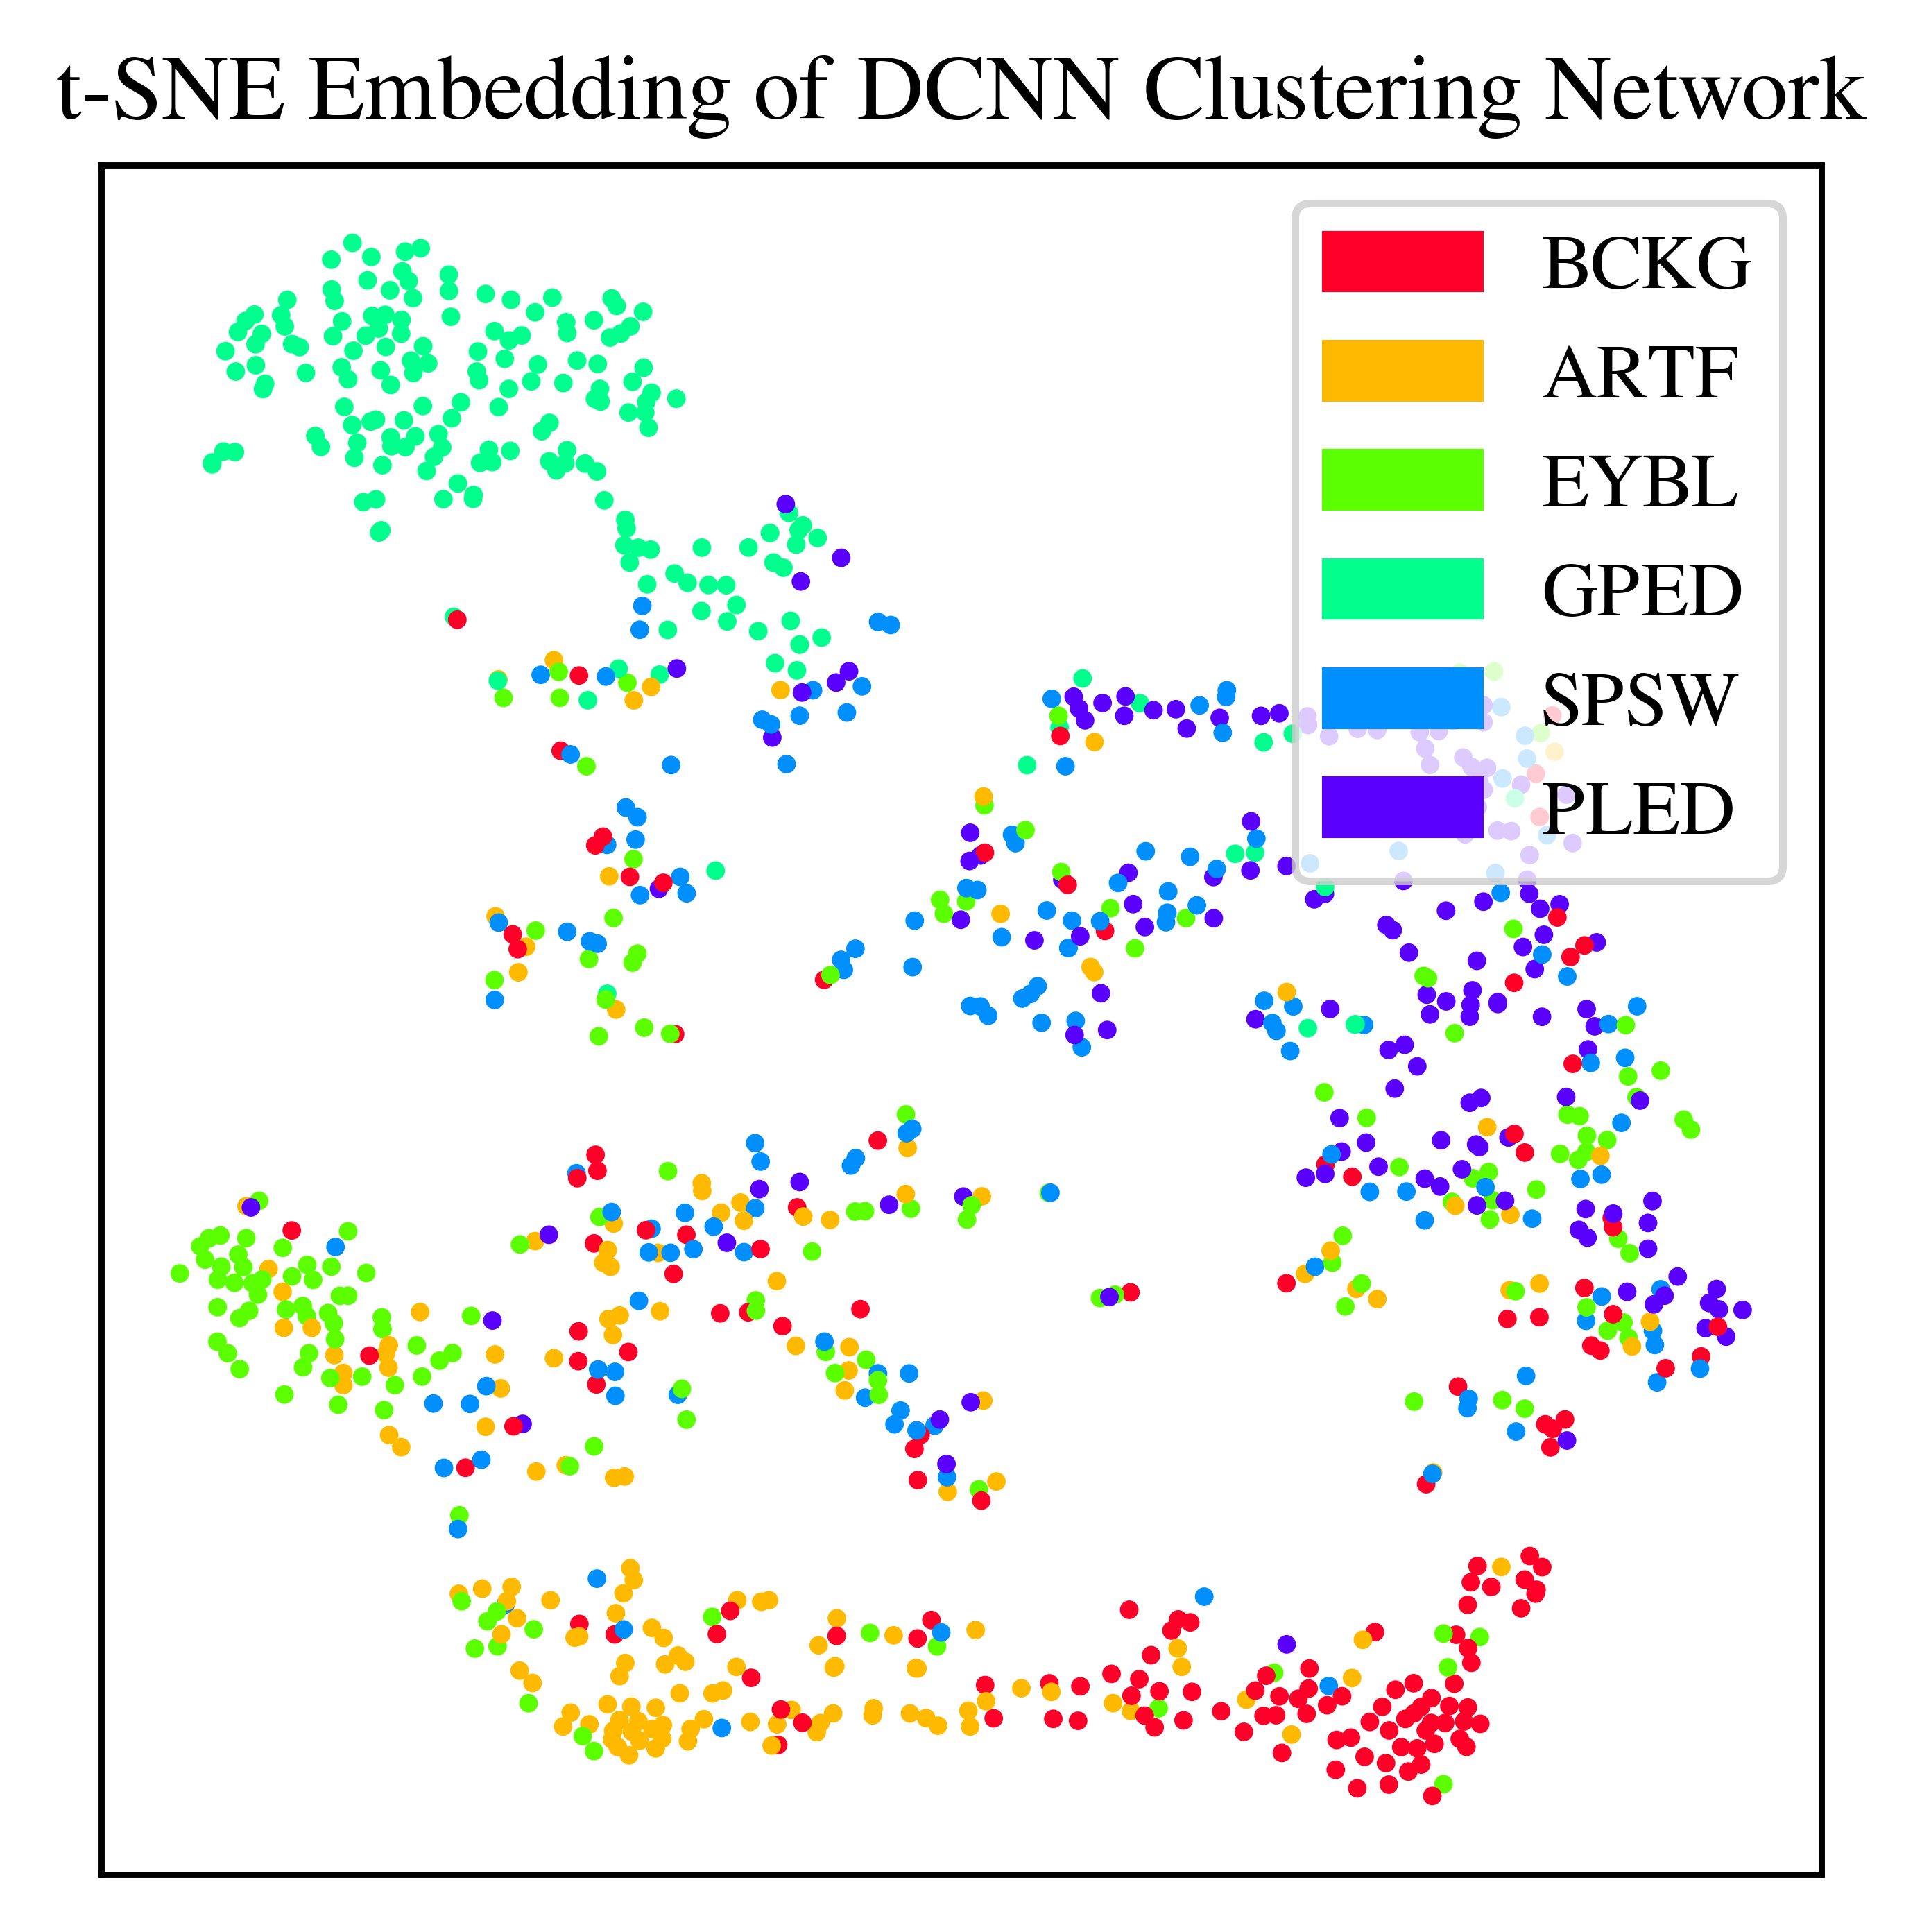 t-SNE Embedding of DCNN Clustering Network
BCKG
ARTF
EYBL
GPED
SPSW
PLED